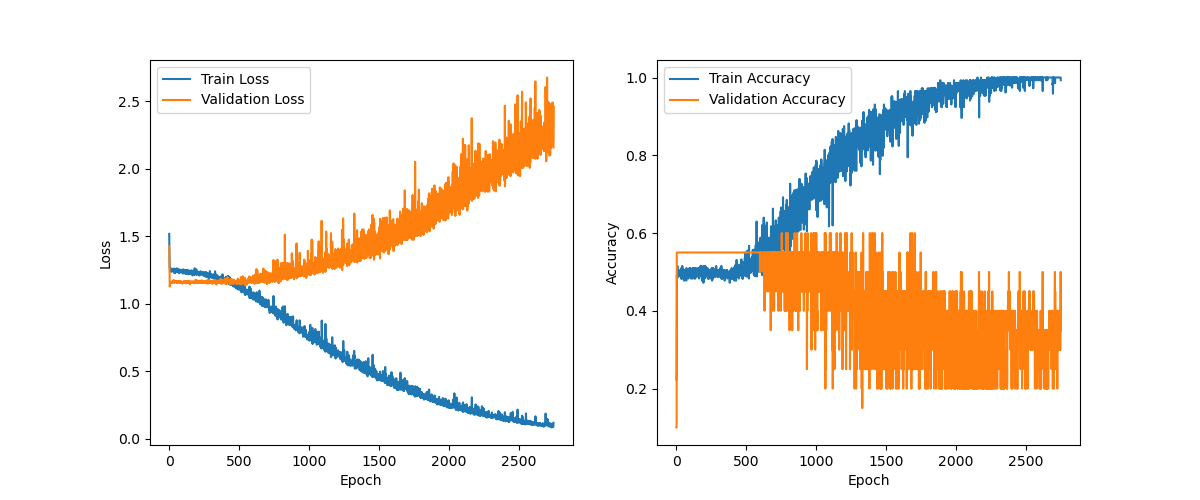 Train Loss
Validation Loss
2.5
2.0
1.5
1.0
0.5
0.0
Loss
0 500 1000 1500 2000 2500
Epoch
Train Accuracy
Validation Accuracy
1.0
0.8
0.6
0.4
0.2
Accuracy
0 500 1000 1500 2000 2500
Epoch